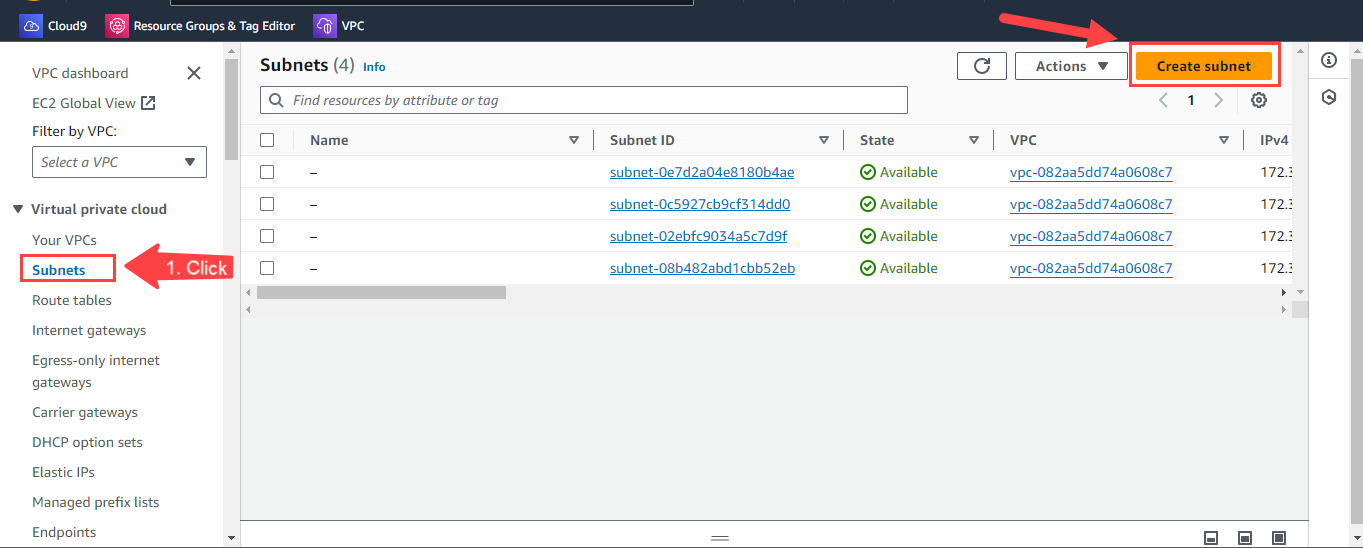 Cloud9 Resource Groups & Tag Editor VPC
VPC dashboard
EC2 Global View
Filter by VPC:
Select a VPC
Virtual private cloud
Your VPCs
Subnets
1. Click
Route tables
Internet gateways
Egress-only internet
gateways
Carrier gateways
DHCP option sets
Elastic IPs
Managed prefix lists
Endpoints
Subnets (4) Info
Actions
Create subnet
Find resources by attribute or tag
1
Name Subnet ID State VPC IPv4
– subnet-0e7d2a04e8180b4ae Available vpc-082aa5dd74a0608c7 172.3
– subnet-0c5927cb9cf314dd0 Available vpc-082aa5dd74a0608c7 172.3
– subnet-02ebfc9034a5c7d9f Available vpc-082aa5dd74a0608c7 172.3
– subnet-08b482abd1cbb52eb Available vpc-082aa5dd74a0608c7 172.3